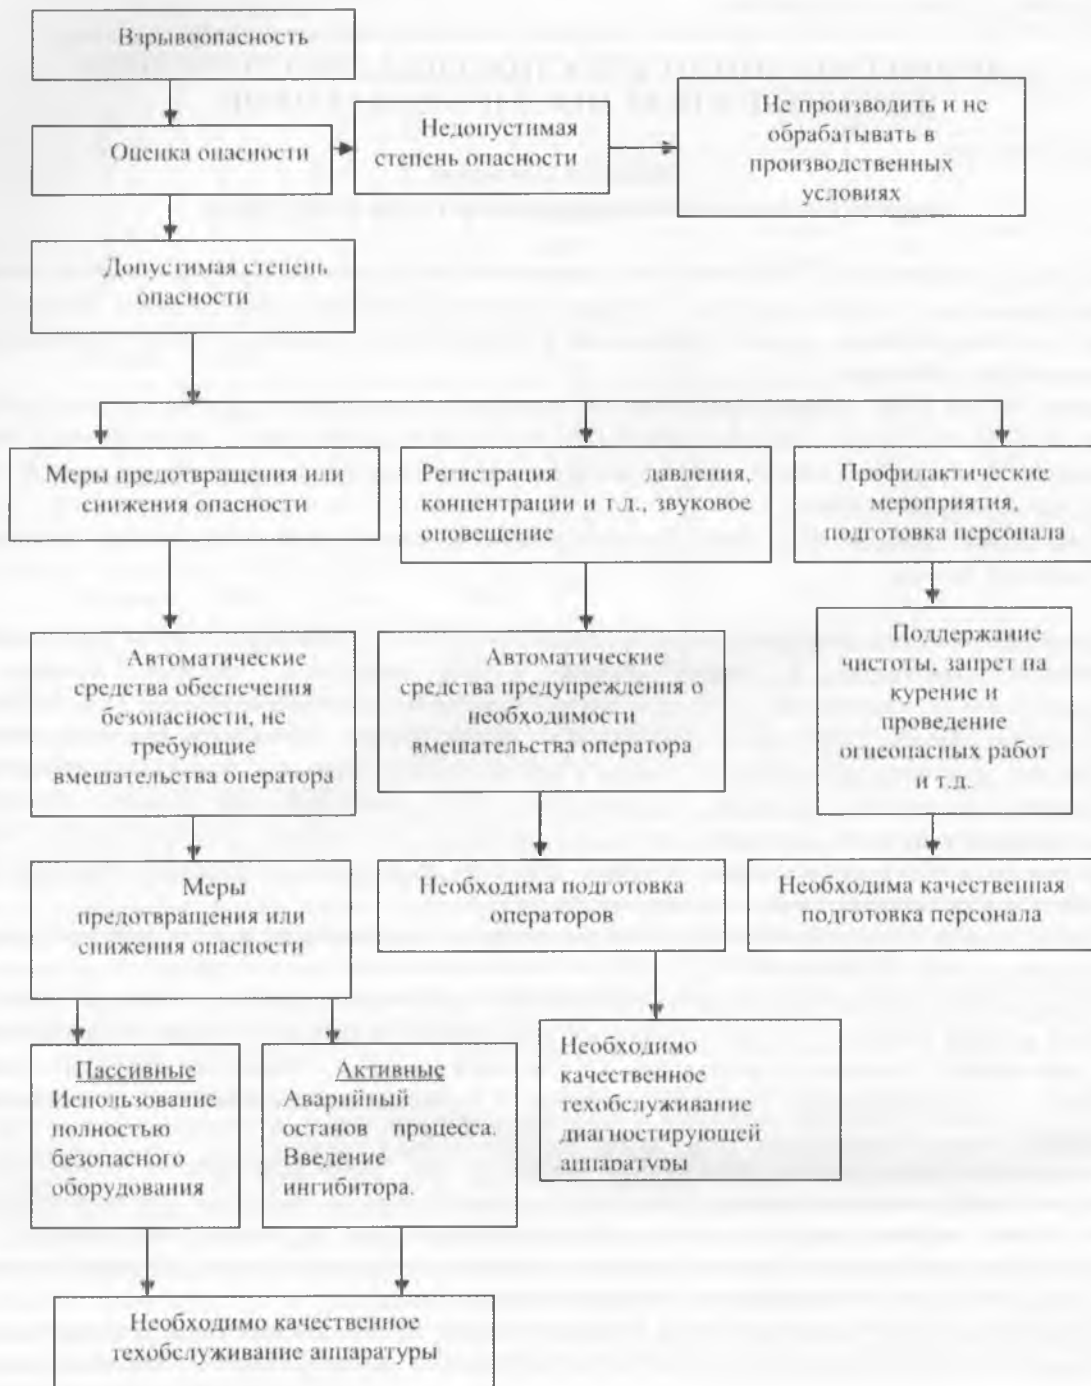 Взрывоопасность
Оценка опасности
Недопустимая
степень опасности
Не производить и не
обрабатывать в
производственных
условиях
Допустимая степень
опасности
Меры предотвращения или
снижения опасности
Регистрация давления,
концентрации и т.д., звуковое
оповещение
Профилактические
мероприятия,
подготовка персонала
Автоматические
средства обеспечения
безопасности, не
требующие
вмешательства оператора
Автоматические
средства предупреждения о
необходимости
вмешательства оператора
Поддержание
чистоты, запрет на
курение и
проведение
огнеопасных работ
и т.д.
Меры
предотвращения или
снижения опасности
Необходима подготовка
операторов
Необходима качественная
подготовка персонала
Пассивные
Использование
полностью
безопасного
оборудования
Активные
Аварийный
останов процесса.
Введение
ингибитора.
Необходимо
качественное
техобслуживание
диагностирующей
аппаратуры
Необходимо качественное
техобслуживание аппаратуры